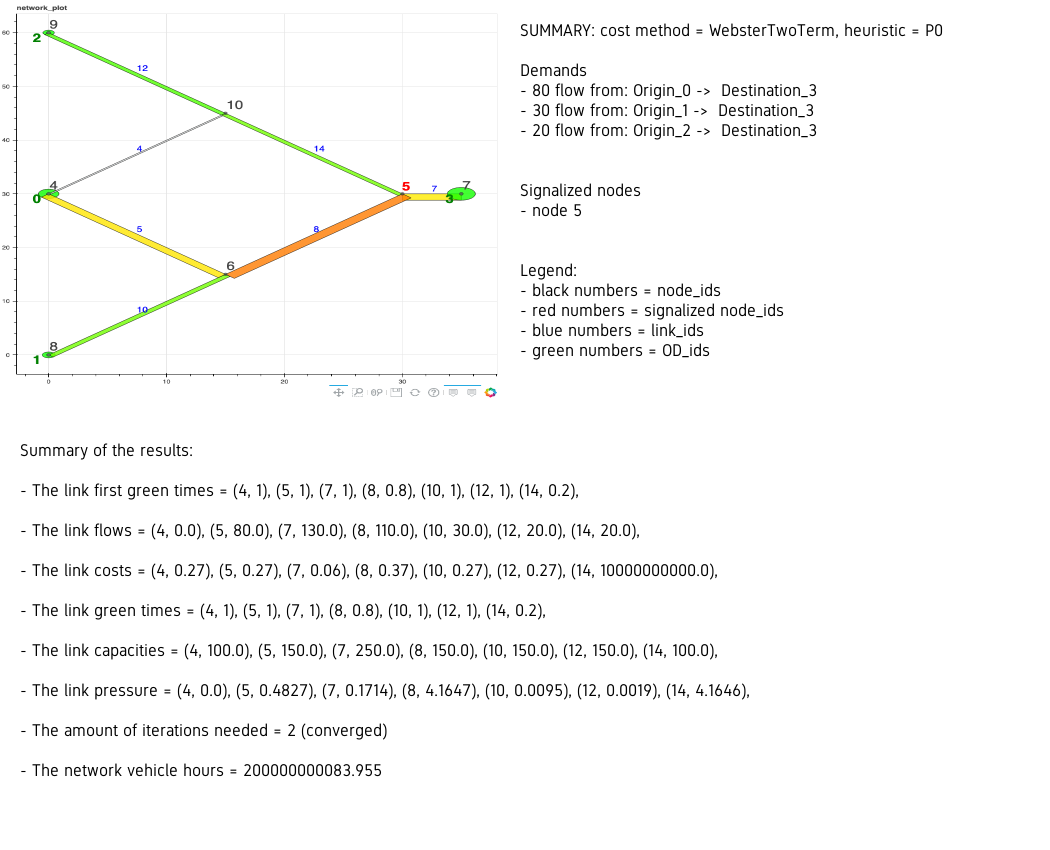 network_plot
SUMMARY: cost method = WebsterTwoTerm, heuristic = P0
Demands
- 80 flow from: Origin_0 -> Destination_3
- 30 flow from: Origin_1 -> Destination_3
- 20 flow from: Origin_2 -> Destination_3
Signalized nodes
- node 5
Legend:
- black numbers = node_ids
- red numbers = signalized node_ids
- blue numbers = link_ids
- green numbers = OD_ids
60
50
40
30
20
10
0
9
2
12
10
4
14
4
0
5
5
7
7
3
8
6
10
8
1
0
10
20
30
Summary of the results:
- The link first green times = (4, 1), (5, 1), (7, 1), (8, 0.8), (10, 1), (12, 1), (14, 0.2),
- The link flows = (4, 0.0), (5, 80.0), (7, 130.0), (8, 110.0), (10, 30.0), (12, 20.0), (14, 20.0),
- The link costs = (4, 0.27), (5, 0.27), (7, 0.06), (8, 0.37), (10, 0.27), (12, 0.27), (14, 10000000000.0),
- The link green times = (4, 1), (5, 1), (7, 1), (8, 0.8), (10, 1), (12, 1), (14, 0.2),
- The link capacities = (4, 100.0), (5, 150.0), (7, 250.0), (8, 150.0), (10, 150.0), (12, 150.0), (14, 100.0),
- The link pressure = (4, 0.0), (5, 0.4827), (7, 0.1714), (8, 4.1647), (10, 0.0095), (12, 0.0019), (14, 4.1646),
- The amount of iterations needed = 2 (converged)
- The network vehicle hours = 200000000083.955